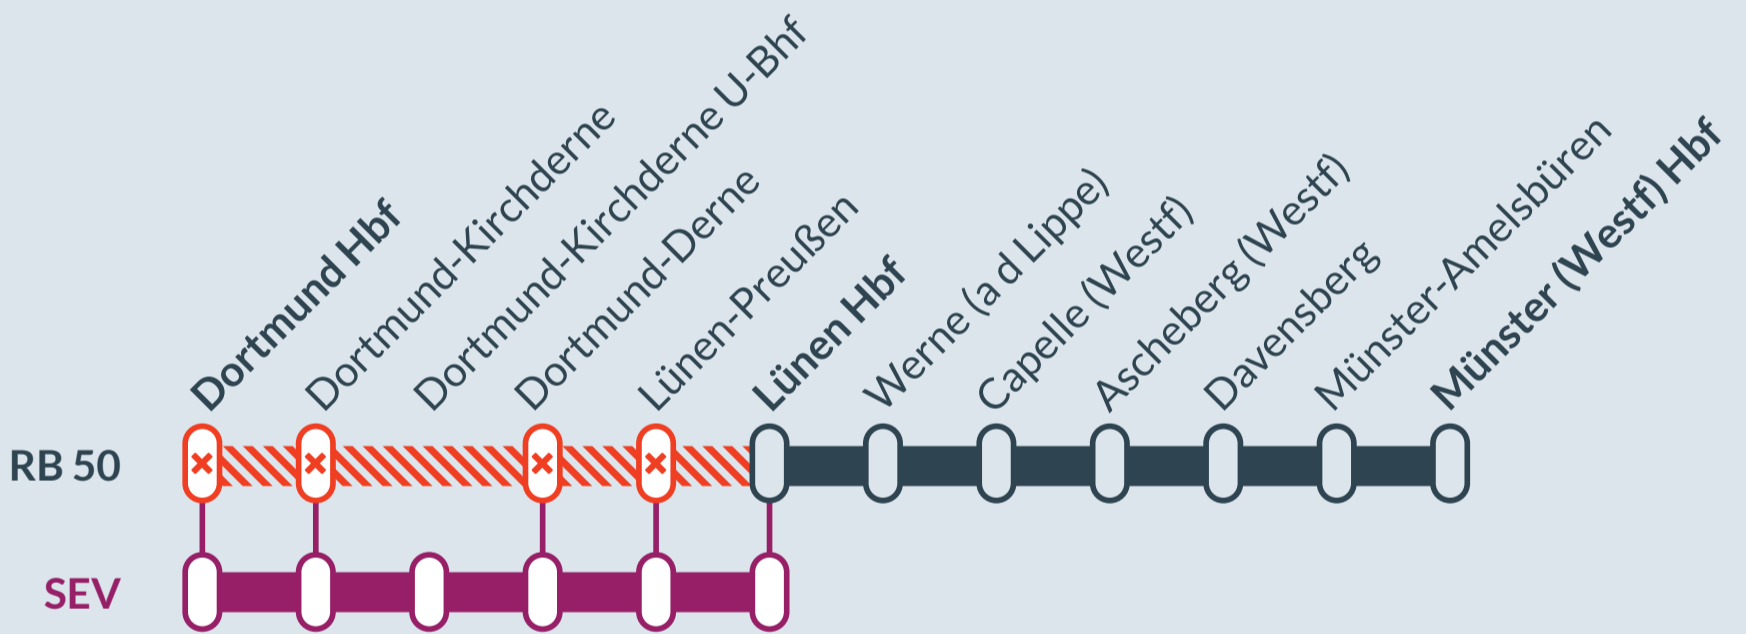 Dortmund Hbf
Dortmund-Kirchderne
Dortmund-Kirchderne U-Bhf
Dortmund-Derne
Lünen-Preußen
Lünen Hbf
Werne (a d Lippe)
Capelle (Westf)
Ascheberg (Westf)
Davensberg
Münster-Amelsbüren
Münster (Westf) Hbf
RB 50
SEV